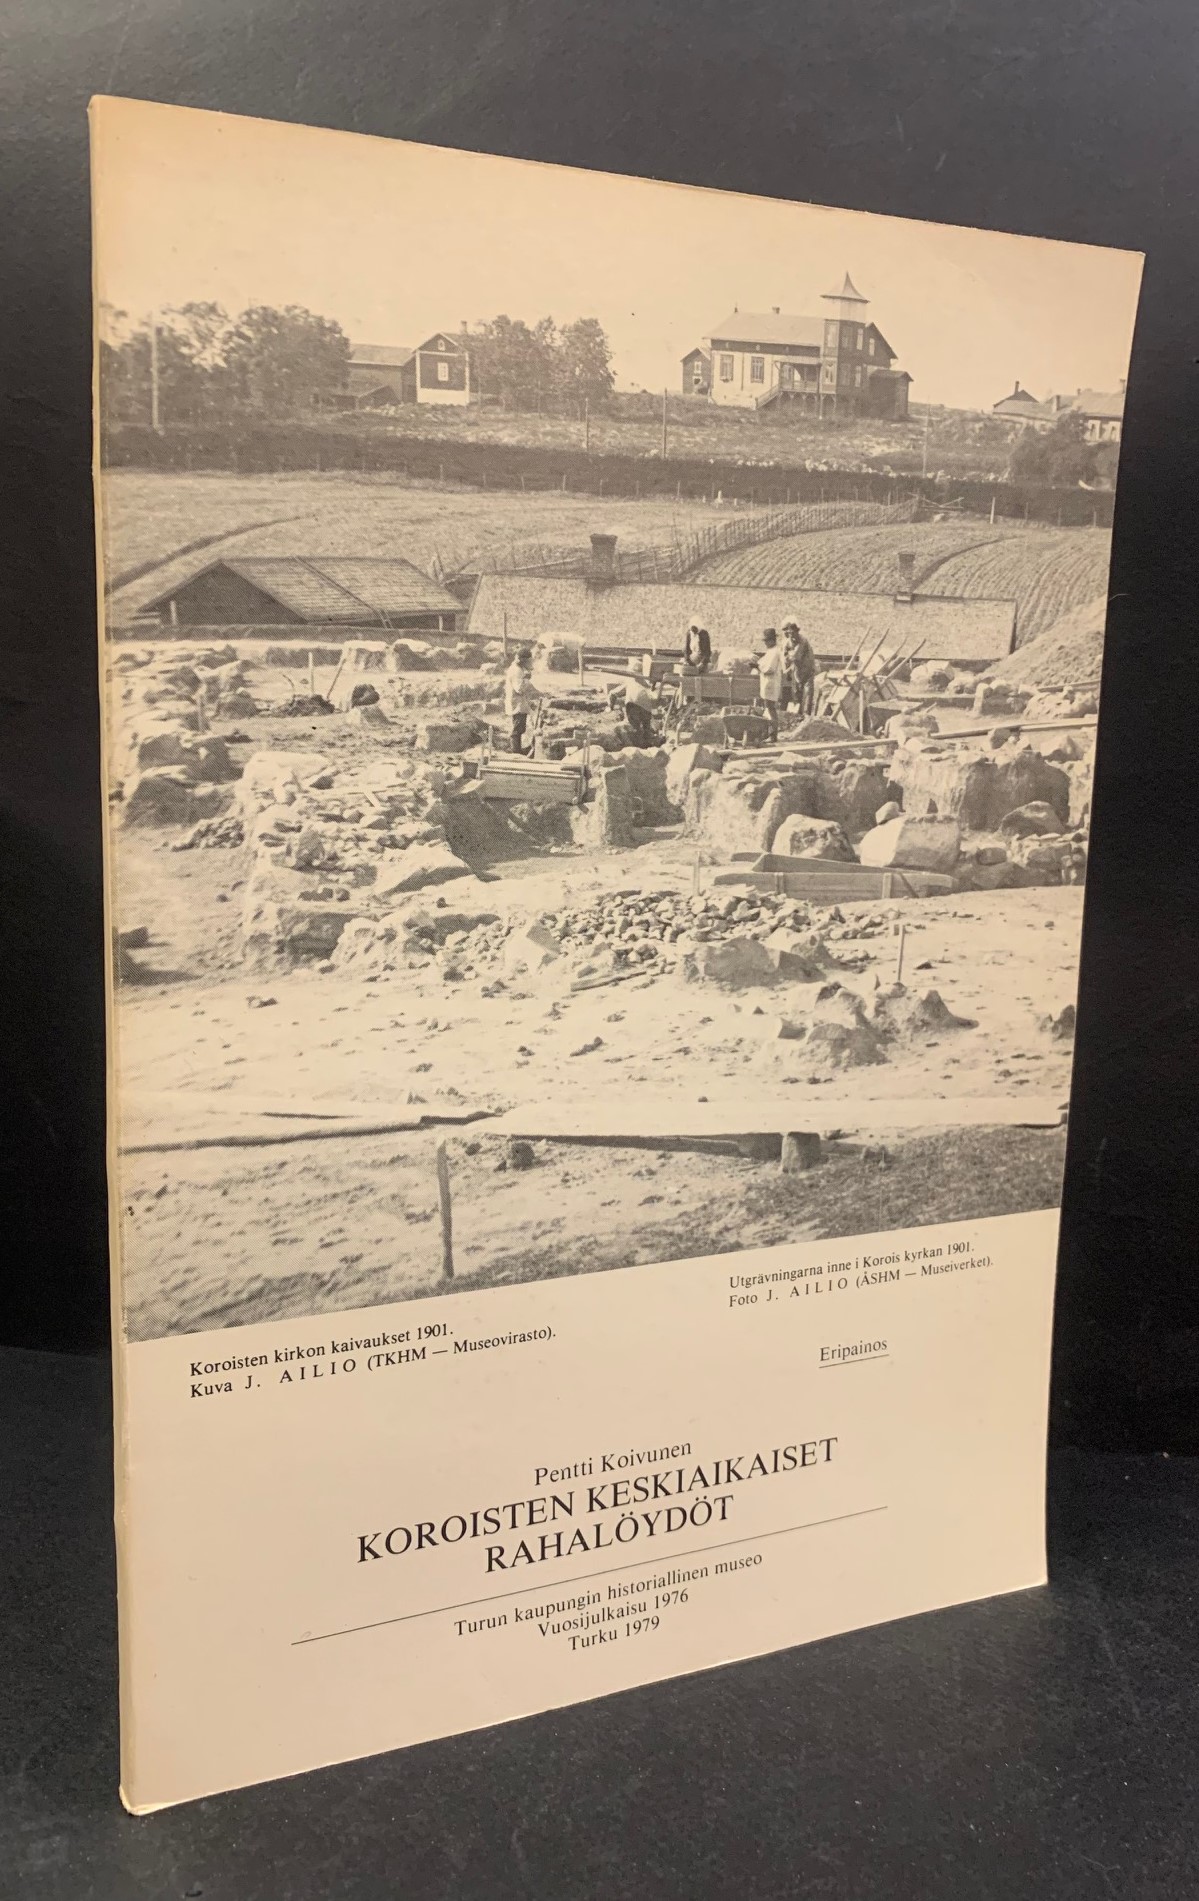 Koroisten kirkon kaivaukset 1901.
Kuva J. AILIO (TKHM — Museovirasto).
Utgrävningarna inne i Korois kyrkan 1901.
Foto J. AILIO (ÅSHM — Museiverket).
Eripainos
Pentti Koivunen
KOROISTEN KESKIAIKAISET
RAHALÖYDÖT
Turun kaupungin historiallinen museo
Vuosijulkaisu 1976
Turku 1979